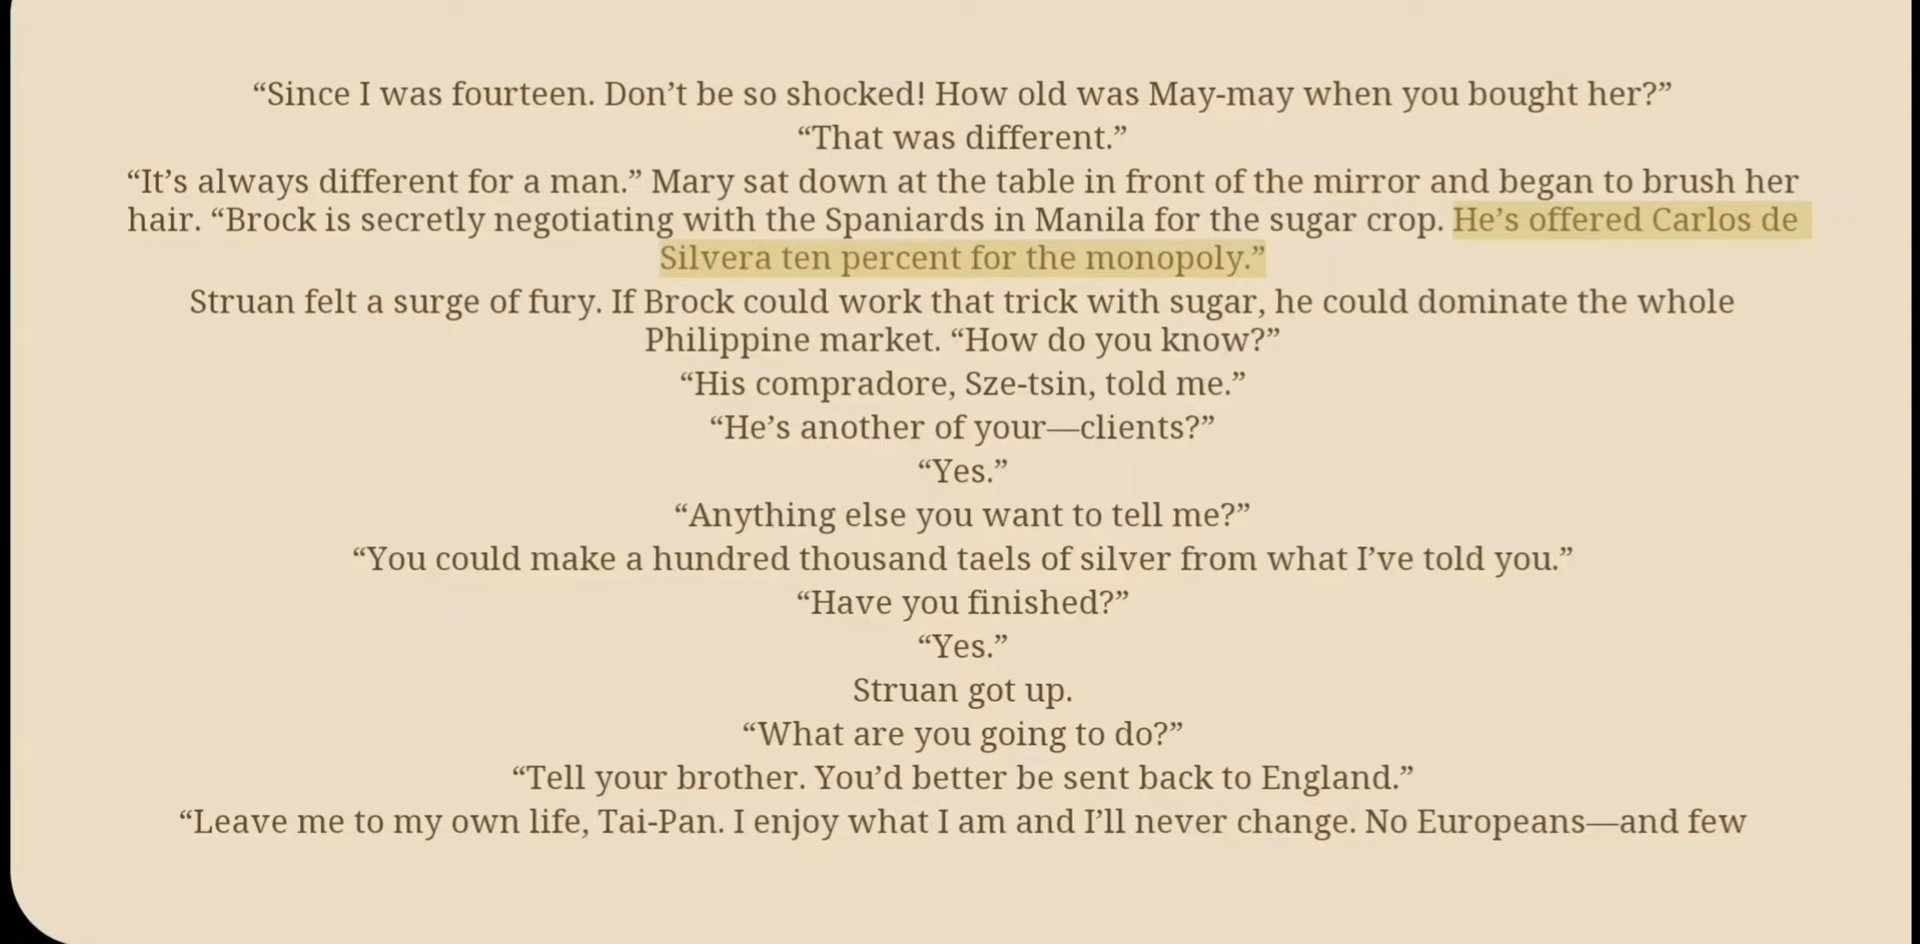 “Since I was fourteen. Don’t be so shocked! How old was May-may when you bought her?”
“That was different.”
“It’s always different for a man.” Mary sat down at the table in front of the mirror and began to brush her
hair. “Brock is secretly negotiating with the Spaniards in Manila for the sugar crop. He’s offered Carlos de
Silvera ten percent for the monopoly.”
Struan felt a surge of fury. If Brock could work that trick with sugar, he could dominate the whole
Philippine market. “How do you know?”
“His compradore, Sze-tsin, told me.”
“He’s another of your—clients?”
“Yes.”
“Anything else you want to tell me?”
“You could make a hundred thousand taels of silver from what I’ve told you.”
“Have you finished?”
“Yes.”
Struan got up.
“What are you going to do?”
“Tell your brother. You’d better be sent back to England.”
“Leave me to my own life, Tai-Pan. I enjoy what I am and I’ll never change. No Europeans—and few